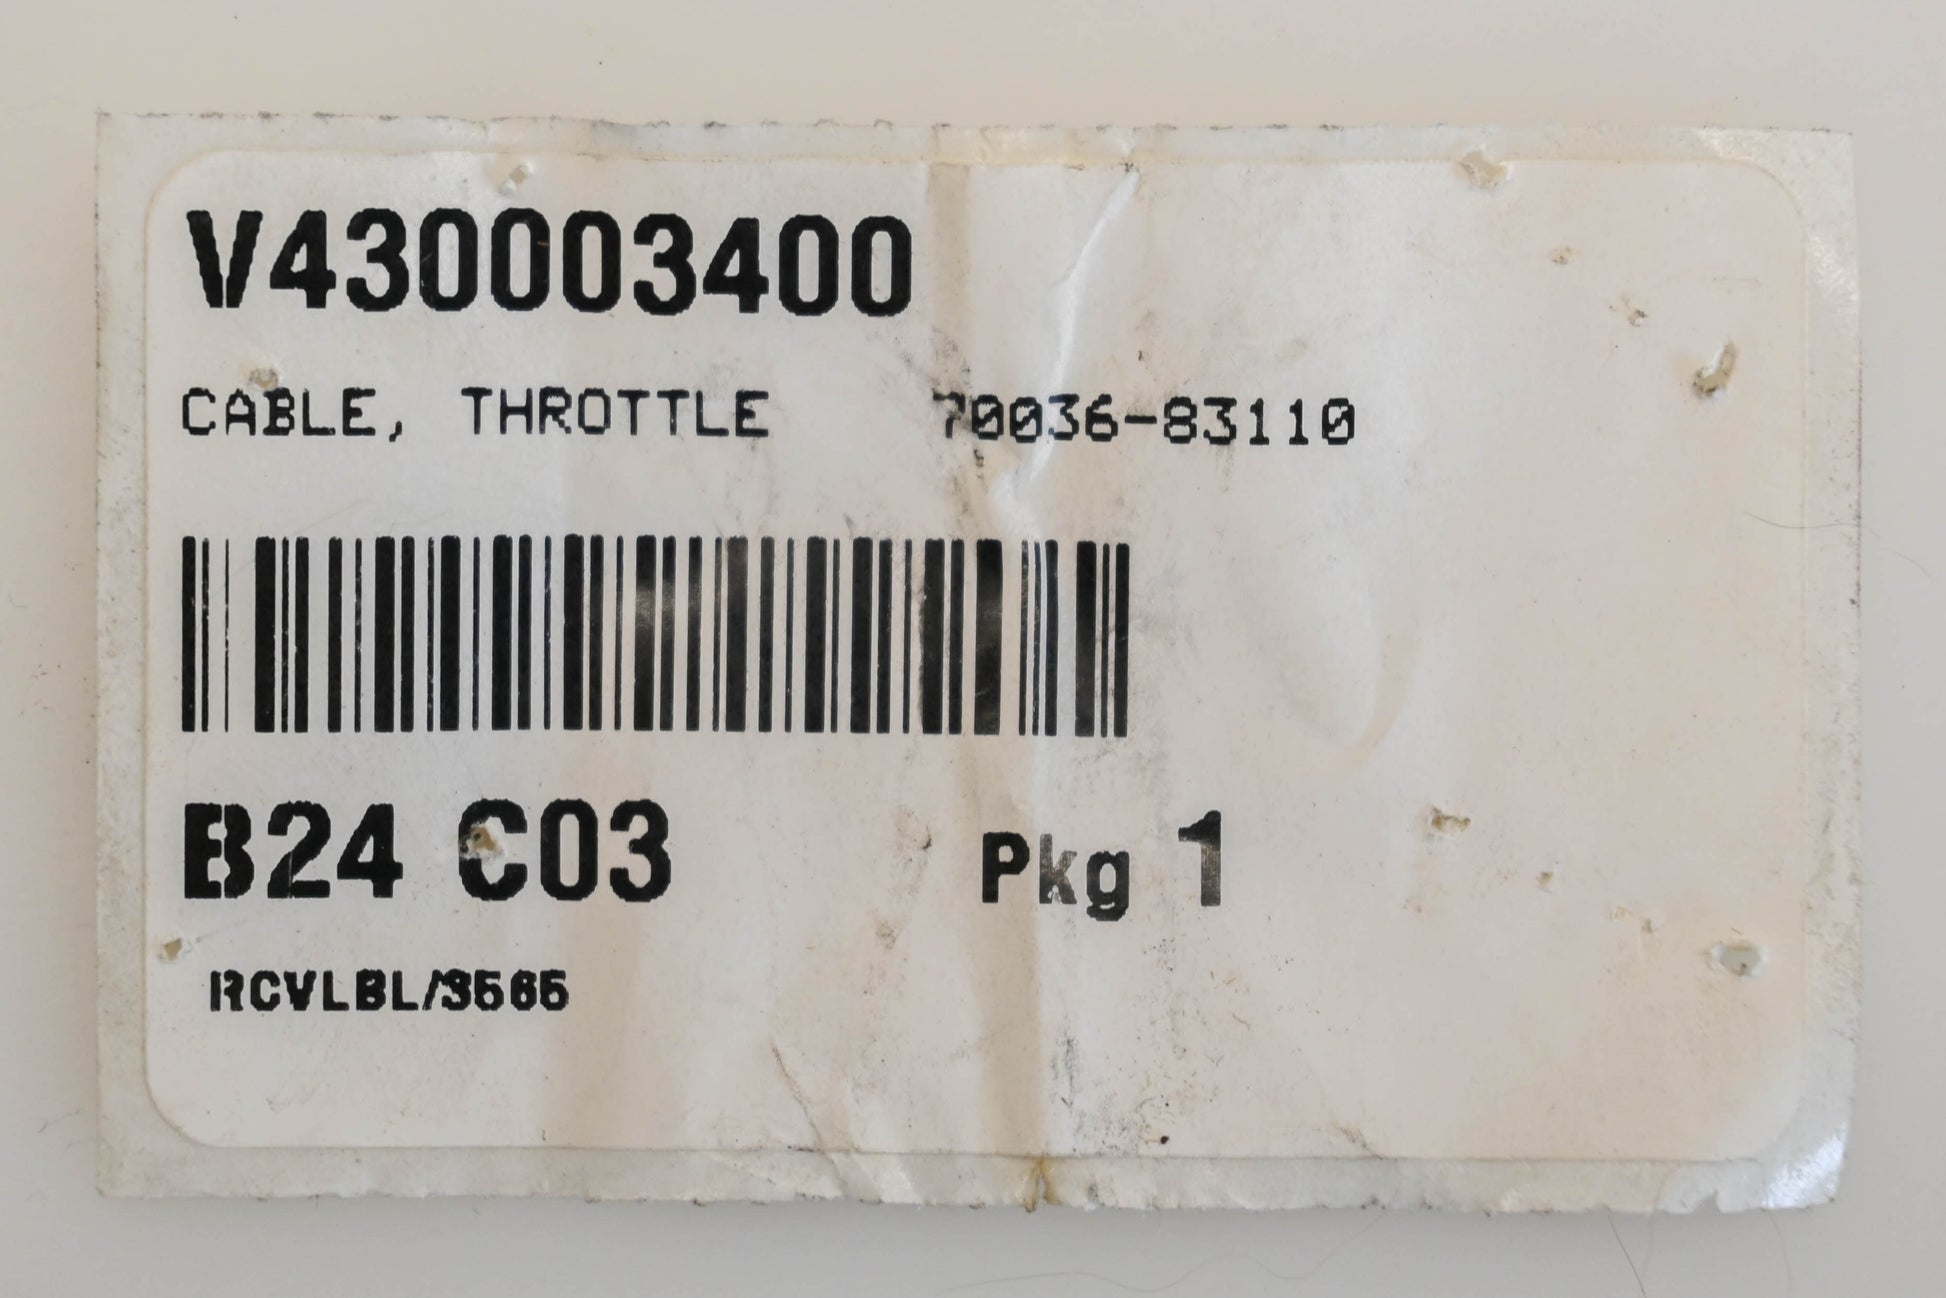 V430003400
CABLE, THROTTLE 70036-83110
B24 C03 Pkg 1
RCVLBL/3565